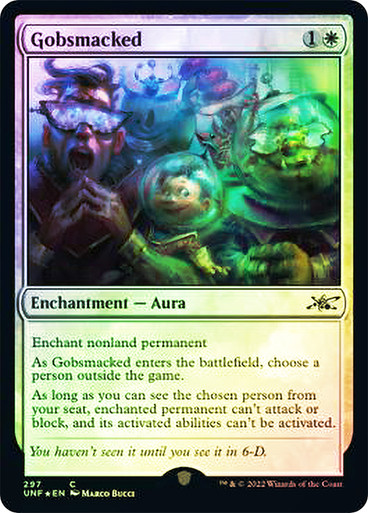 Gobsmacked 1
Enchantment — Aura
Enchant nonland permanent
As Gobsmacked enters the battlefield, choose a
person outside the game.
As long as you can see the chosen person from
your seat, enchanted permanent can't attack or
block, and its activated abilities can't be activated.
You haven't seen it until you see it in 6-D.
297 C
UNF ★ EN Marco Bucci
™ & © 2022 Wizards of the Coast